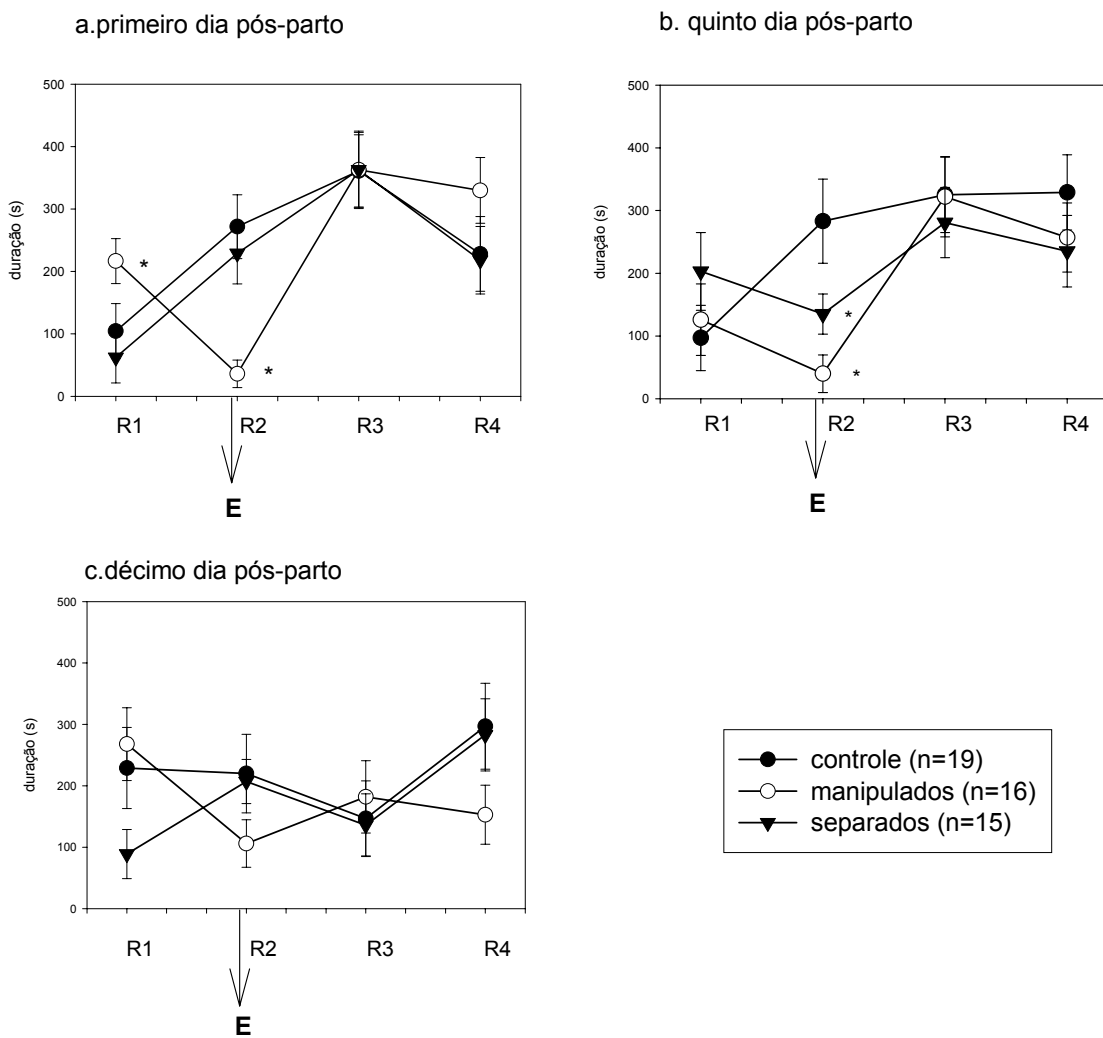 a.primeiro dia pós-parto
500
400
300
200
100
0
duração (s)
*
*
R1 R2 R3 R4
E
b. quinto dia pós-parto
500
400
300
200
100
0
duração (s)
*
*
R1 R2 R3 R4
E
c.décimo dia pós-parto
500
400
300
200
100
0
duração (s)
R1 R2 R3 R4
E
controle (n=19)
manipulados (n=16)
separados (n=15)